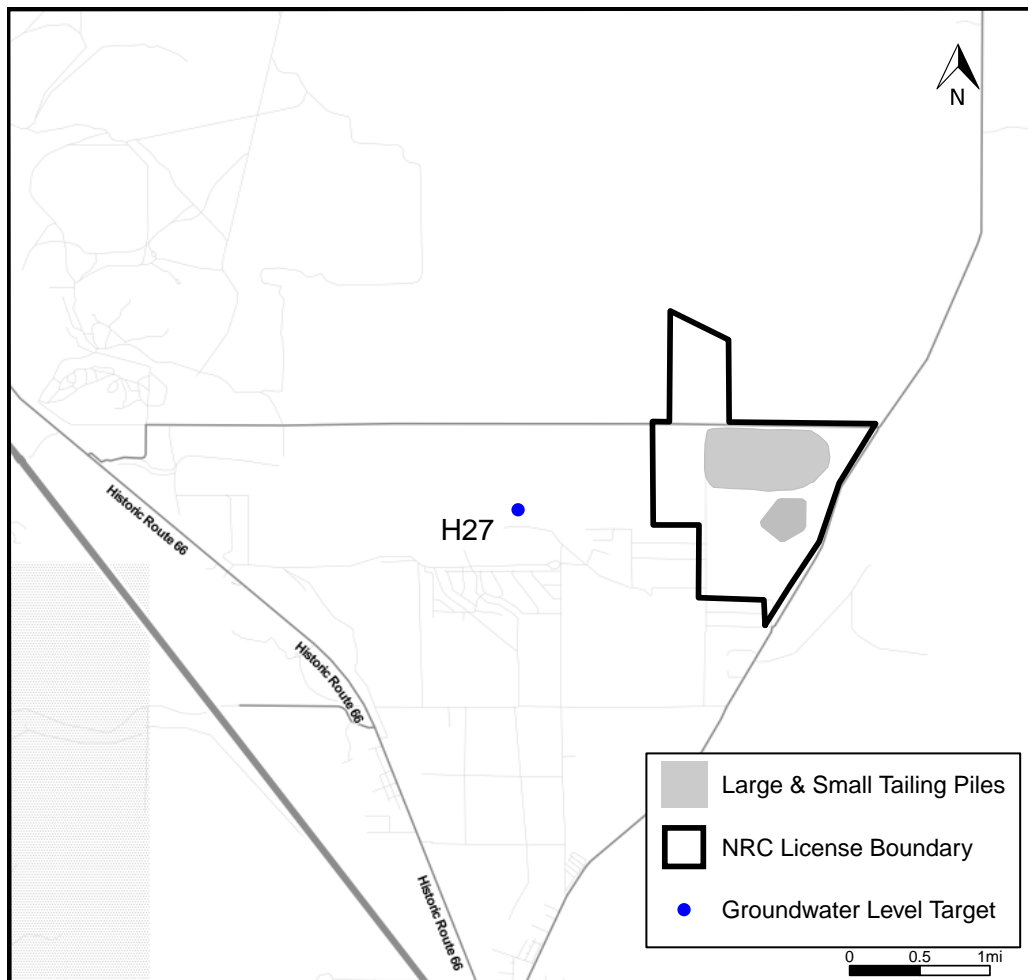 N
Historic Route 66
H27
Historic Route 66
Historic Route 66
Large & Small Tailing Piles
NRC License Boundary
Groundwater Level Target
0 0.5 1mi